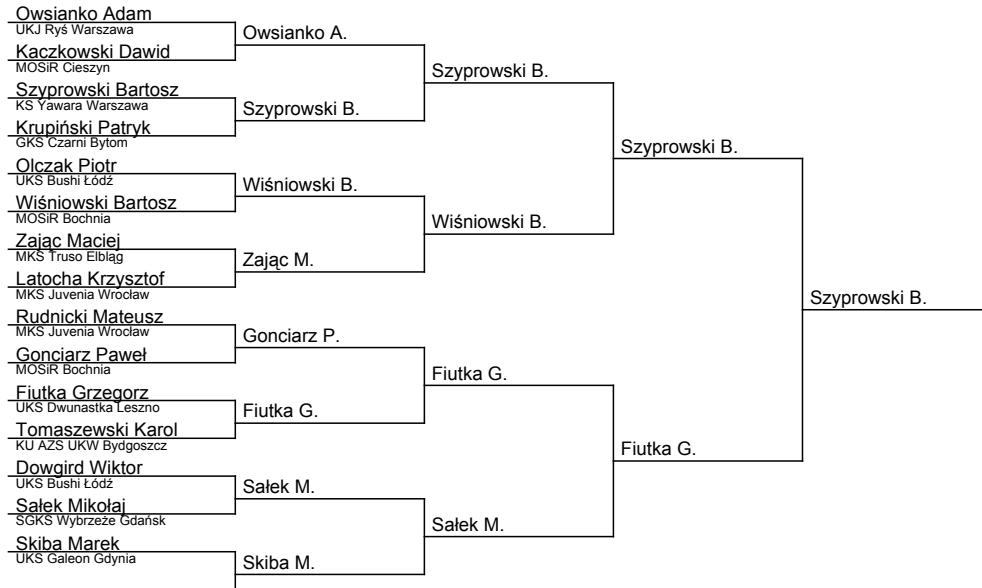 Owsianko Adam
UKJ Ryś Warszawa
Kaczkowski Dawid
MOSiR Cieszyn
Szyprowski Bartosz
KS Yawara Warszawa
Krupiński Patryk
GKS Czarni Bytom
Olczak Piotr
UKS Bushi Łódź
Wiśniowski Bartosz
MOSiR Bochnia
Zając Maciej
MKS Truso Elbląg
Latocha Krzysztof
MKS Juvenia Wrocław
Rudnicki Mateusz
MKS Juvenia Wrocław
Gonciarz Paweł
MOSiR Bochnia
Fiutka Grzegorz
UKS Dwunastka Leszno
Tomaszewski Karol
KU AZS UKW Bydgoszcz
Dowgird Wiktor
UKS Bushi Łódź
Sałek Mikołaj
SGKS Wybrzeże Gdańsk
Skiba Marek
UKS Galeon Gdynia
Owsianko A.
Szyprowski B.
Wiśniowski B.
Zając M.
Gonciarz P.
Fiutka G.
Sałek M.
Skiba M.
Szyprowski B.
Wiśniowski B.
Fiutka G.
Sałek M.
Szyprowski B.
Fiutka G.
Szyprowski B.